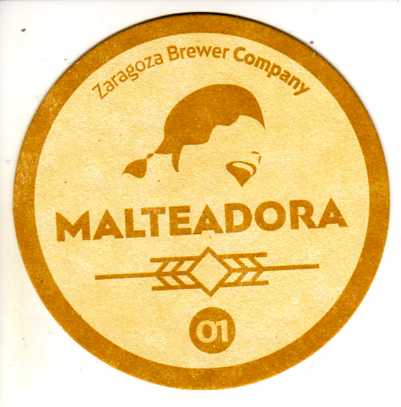 Zaragoza Brewer Company
MALTEADORA
01